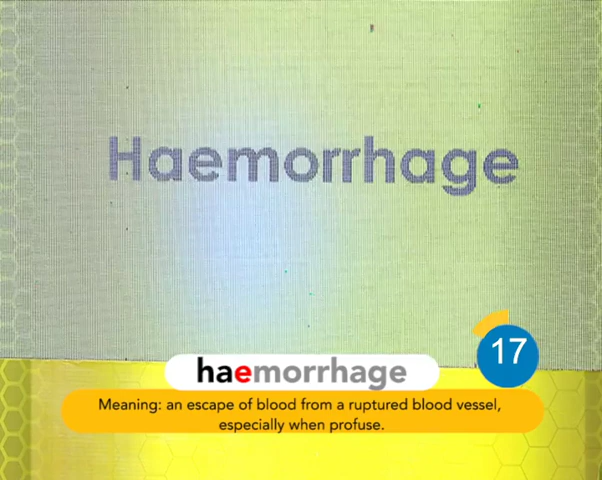 Haemorrhage
17
haemorrhage
Meaning: an escape of blood from a ruptured blood vessel,
especially when profuse.